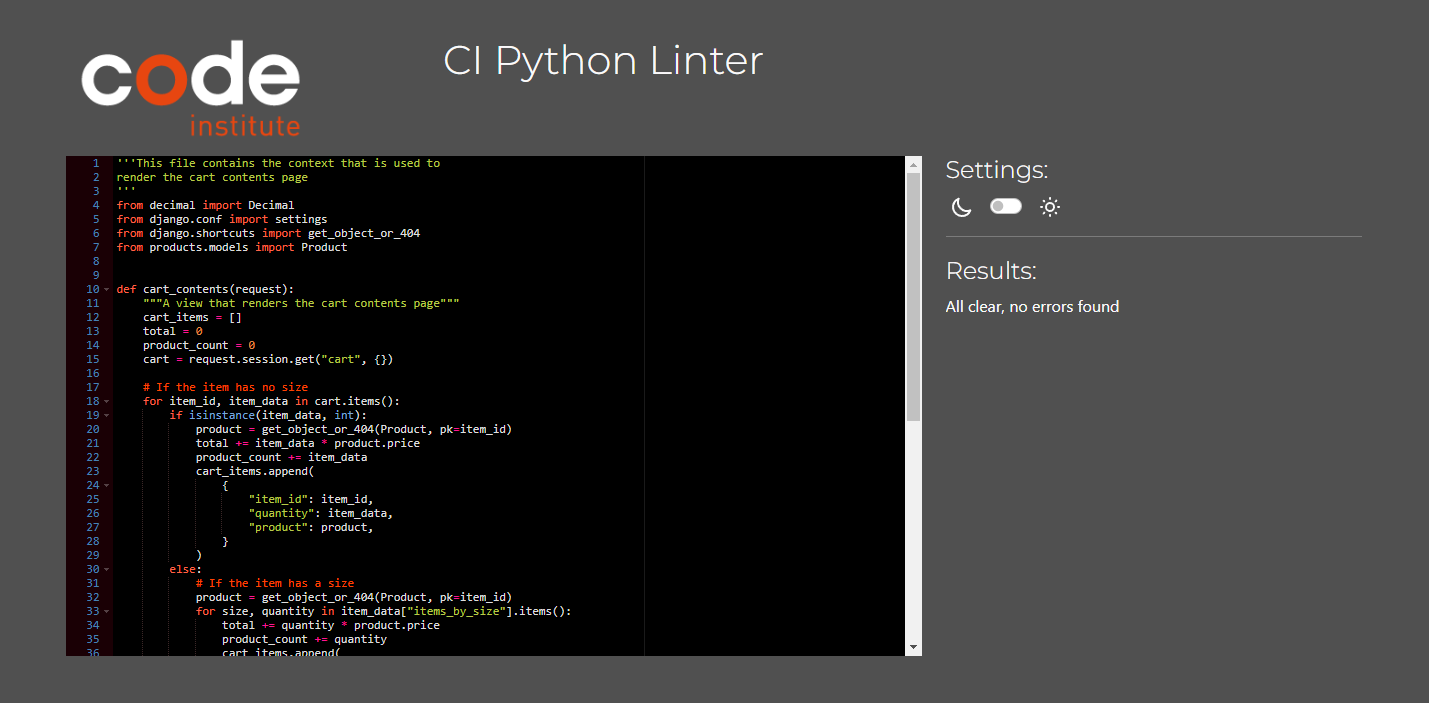 code
institute
CI Python Linter
1 '''This file contains the context that is used to
2 render the cart contents page
3 '''
4 from decimal import Decimal
5 from django.conf import settings
6 from django.shortcuts import get_object_or_404
7 from products.models import Product
8
9
10 def cart_contents(request):
11     """A view that renders the cart contents page"""
12     cart_items = []
13     total = 0
14     product_count = 0
15     cart = request.session.get("cart", {})
16
17     # If the item has no size
18     for item_id, item_data in cart.items():
19         if isinstance(item_data, int):
20             product = get_object_or_404(Product, pk=item_id)
21             total += item_data * product.price
22             product_count += item_data
23             cart_items.append(
24                 {
25                     "item_id": item_id,
26                     "quantity": item_data,
27                     "product": product,
28                 }
29             )
30         else:
31             # If the item has a size
32             product = get_object_or_404(Product, pk=item_id)
33             for size, quantity in item_data["items_by_size"].items():
34                 total += quantity * product.price
35                 product_count += quantity
36                 cart_items.append(
Settings:
Results:
All clear, no errors found